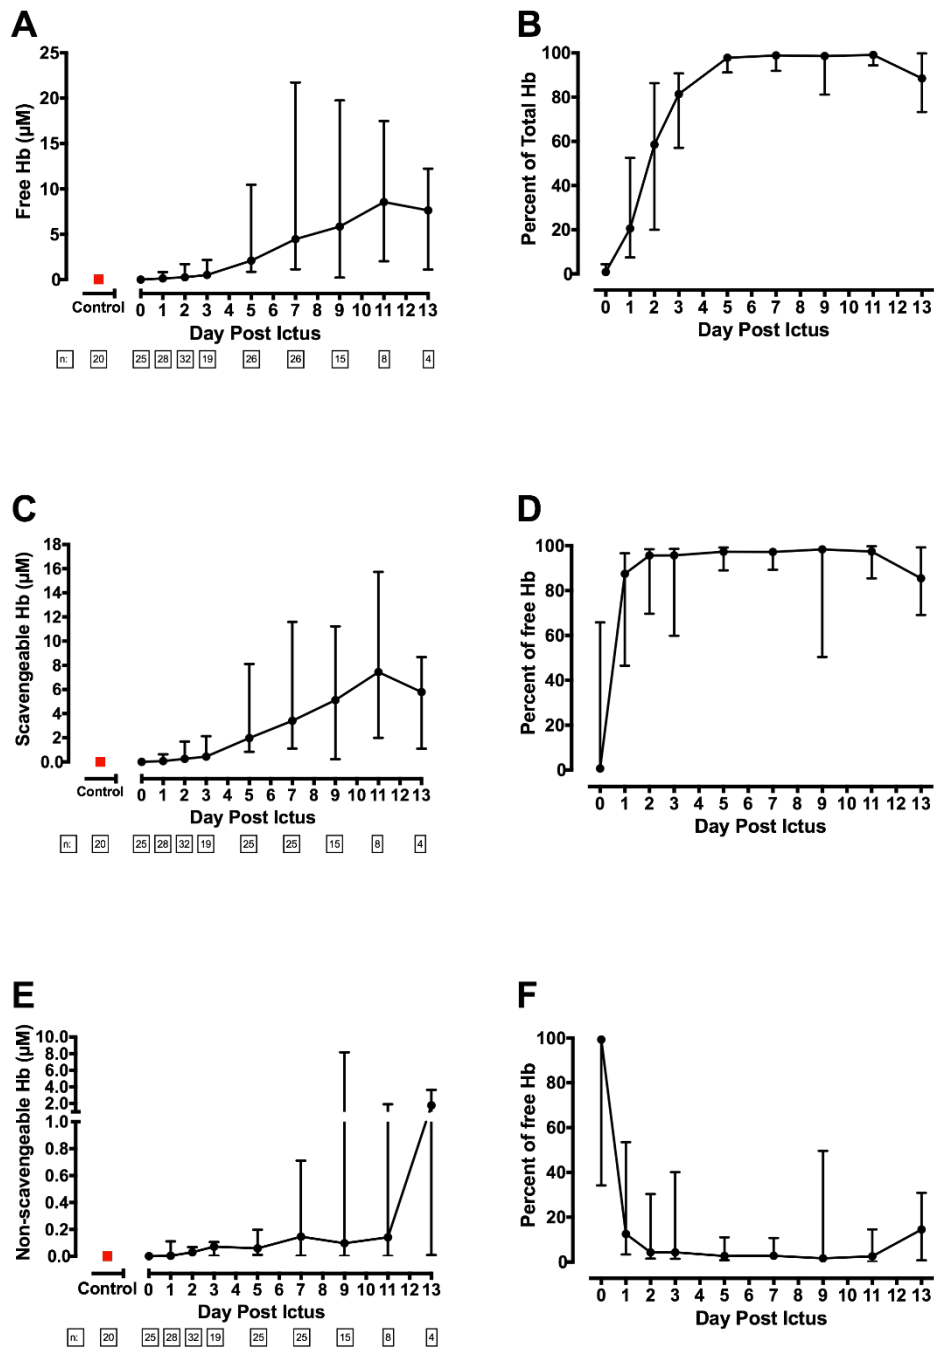 A
Free Hb (µM)
25
20
15
10
5
0
Control
0 1 2 3 4 5 6 7 8 9 10 11 12 13
Day Post Ictus
n: 20 25 28 32 19 26 26 15 8 4
B
Percent of Total Hb
100
80
60
40
20
0
0 1 2 3 4 5 6 7 8 9 10 11 12 13
Day Post Ictus
C
Scavengeable Hb (µM)
18
16
14
12
10
8
6
4
2
0.0
Control
0 1 2 3 4 5 6 7 8 9 10 11 12 13
Day Post Ictus
n: 20 25 28 32 19 25 25 15 8 4
D
Percent of free Hb
100
80
60
40
20
0
0 1 2 3 4 5 6 7 8 9 10 11 12 13
Day Post Ictus
E
Non-scavengeable Hb (µM)
10.0
8.0
6.0
4.0
2.0
1.0
0.8
0.6
0.4
0.2
0.0
Control
0 1 2 3 4 5 6 7 8 9 10 11 12 13
Day Post Ictus
n: 20 25 28 32 19 25 25 15 8 4
F
Percent of free Hb
100
80
60
40
20
0
0 1 2 3 4 5 6 7 8 9 10 11 12 13
Day Post Ictus